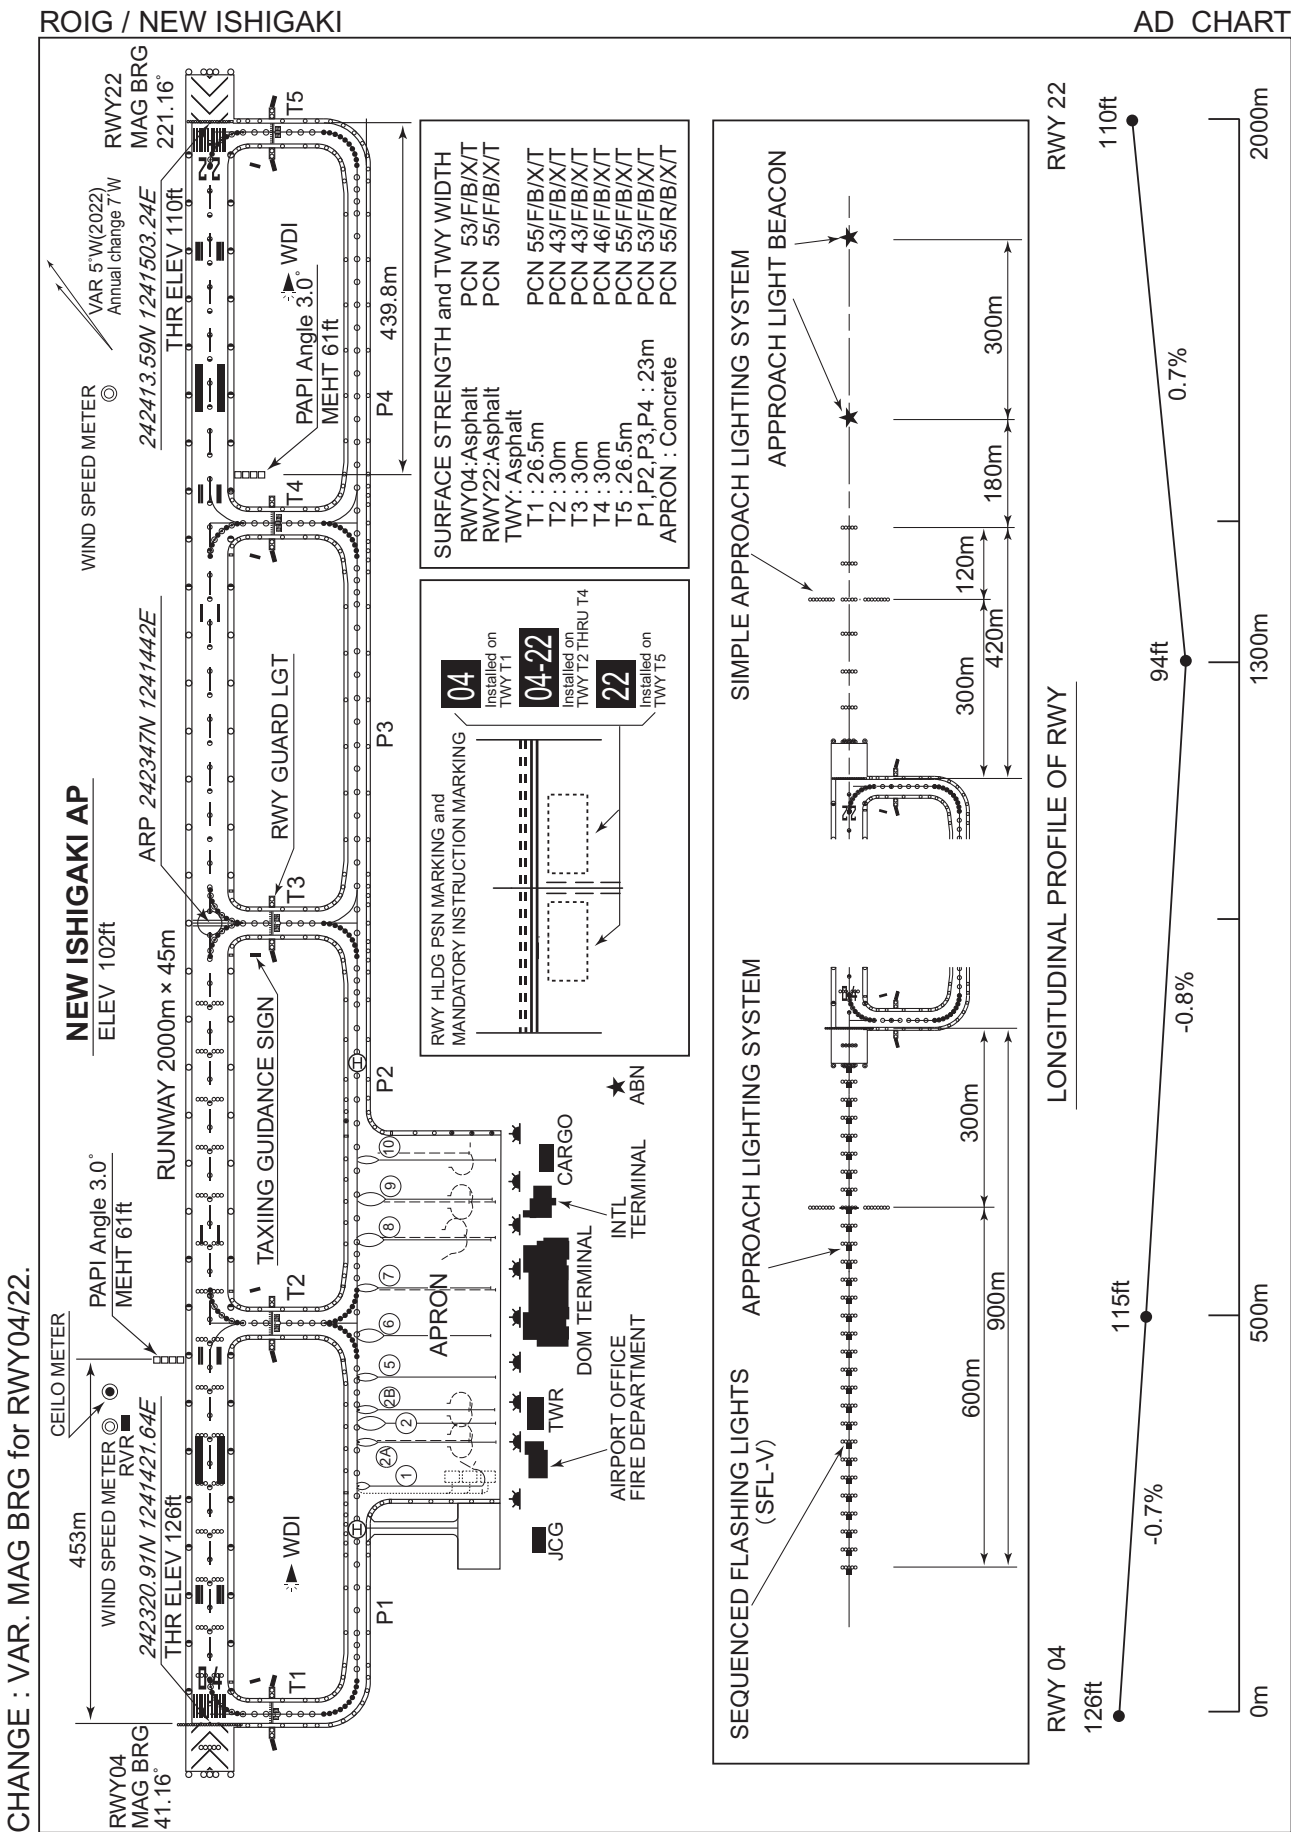 ROIG / NEW ISHIGAKI
AD CHART
CHANGE : VAR. MAG BRG for RWY04/22.
NEW ISHIGAKI AP
ELEV 102ft
RWY04
MAG BRG
41.16°
453m
WIND SPEED METER
RVR
CEILO METER
242320.91N 1241421.64E
THR ELEV 126ft
PAPI Angle 3.0°
MEHT 61ft
RUNWAY 2000m × 45m
ARP 242347N 1241442E
WIND SPEED METER
VAR 5°W(2022)
Annual change 7'W
242413.59N 1241503.24E
THR ELEV 110ft
RWY22
MAG BRG
221.16°
04
22
T1
WDI
T2
TAXIING GUIDANCE SIGN
T3
RWY GUARD LGT
T4
PAPI Angle 3.0°
MEHT 61ft
WDI
T5
439.8m
P1
H
H
P2
P3
P4
1
2A
2
2B
5
6
7
8
9
10
APRON
JCG
AIRPORT OFFICE
FIRE DEPARTMENT
TWR
DOM TERMINAL
INTL
TERMINAL
CARGO
ABN
RWY HLDG PSN MARKING and
MANDATORY INSTRUCTION MARKING
04
Installed on
TWY T1
04-22
Installed on
TWY T2 THRU T4
22
Installed on
TWY T5
SURFACE STRENGTH and TWY WIDTH
RWY04:Asphalt PCN 53/F/B/X/T
RWY22:Asphalt PCN 55/F/B/X/T
TWY: Asphalt
T1 : 26.5m PCN 55/F/B/X/T
T2 : 30m PCN 43/F/B/X/T
T3 : 30m PCN 43/F/B/X/T
T4 : 30m PCN 46/F/B/X/T
T5 : 26.5m PCN 55/F/B/X/T
P1,P2,P3,P4 : 23m PCN 53/F/B/X/T
APRON : Concrete PCN 55/R/B/X/T
SEQUENCED FLASHING LIGHTS
(SFL-V)
APPROACH LIGHTING SYSTEM
600m
300m
900m
SIMPLE APPROACH LIGHTING SYSTEM
APPROACH LIGHT BEACON
300m
120m
420m
180m
300m
LONGITUDINAL PROFILE OF RWY
RWY 04
126ft
115ft
94ft
RWY 22
110ft
-0.7%
-0.8%
0.7%
0m
500m
1300m
2000m